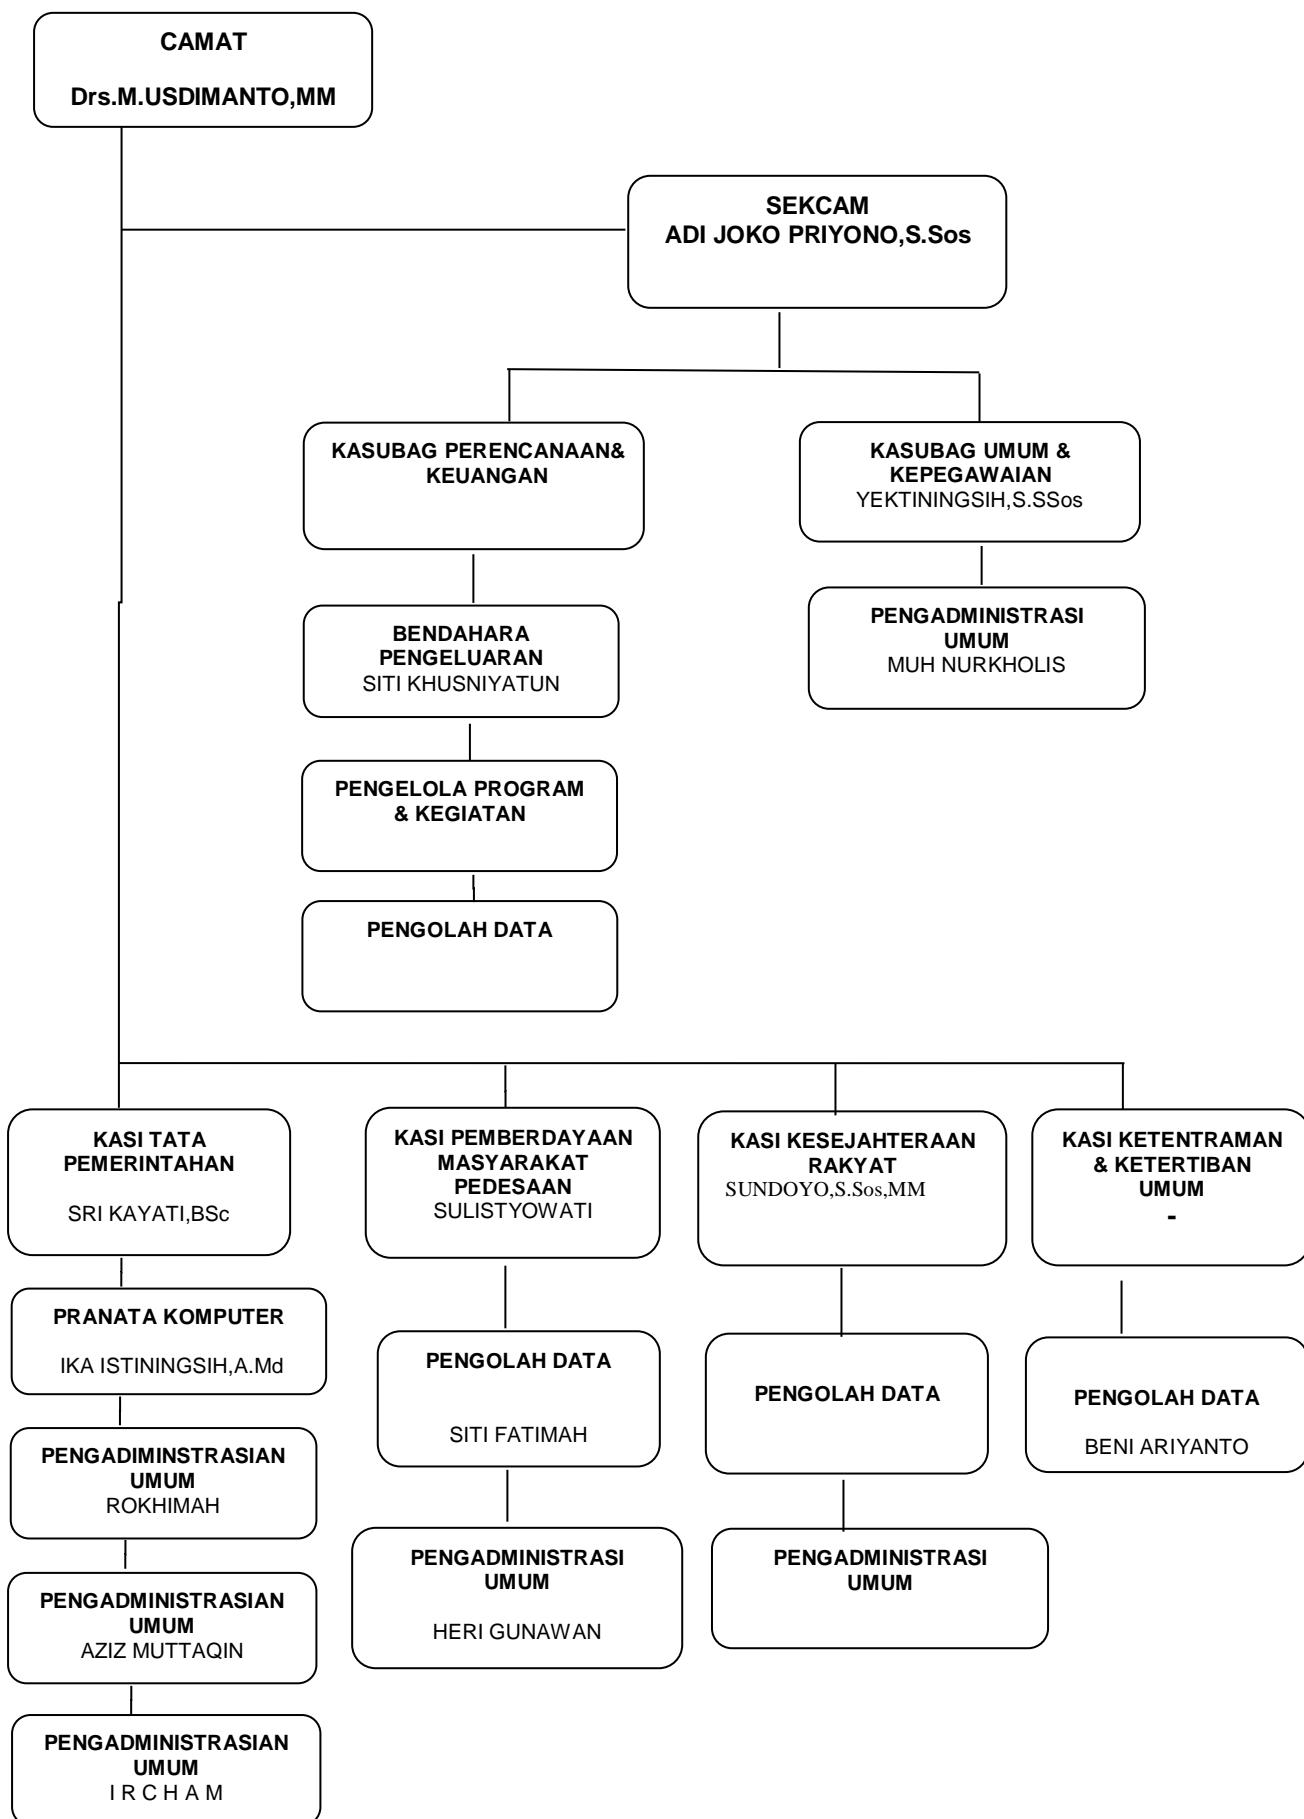 CAMAT
Drs.M.USDIMANTO,MM
SEKCAM
ADI JOKO PRIYONO,S.Sos
KASUBAG PERENCANAAN&
KEUANGAN
KASUBAG UMUM &
KEPEGAWAIAN
YEKTININGSIH,S.SSos
BENDAHARA
PENGELUARAN
SITI KHUSNIYATUN
PENGADMINISTRASI
UMUM
MUH NURKHOLIS
PENGELOLA PROGRAM
& KEGIATAN
PENGOLAH DATA
KASI TATA
PEMERINTAHAN
SRI KAYATI,BSc
KASI PEMBERDAYAAN
MASYARAKAT
PEDESAAN
SULISTYOWATI
KASI KESEJAHTERAAN
RAKYAT
SUNDOYO,S.Sos,MM
KASI KETENTRAMAN
& KETERTIBAN
UMUM
-
PRANATA KOMPUTER
IKA ISTININGSIH,A.Md
PENGOLAH DATA
SITI FATIMAH
PENGOLAH DATA
PENGOLAH DATA
BENI ARIYANTO
PENGADIMINSTRASIAN
UMUM
ROKHIMAH
PENGADMINISTRASI
UMUM
HERI GUNAWAN
PENGADMINISTRASI
UMUM
PENGADMINISTRASIAN
UMUM
AZIZ MUTTAQIN
PENGADMINISTRASIAN
UMUM
I R C H A M